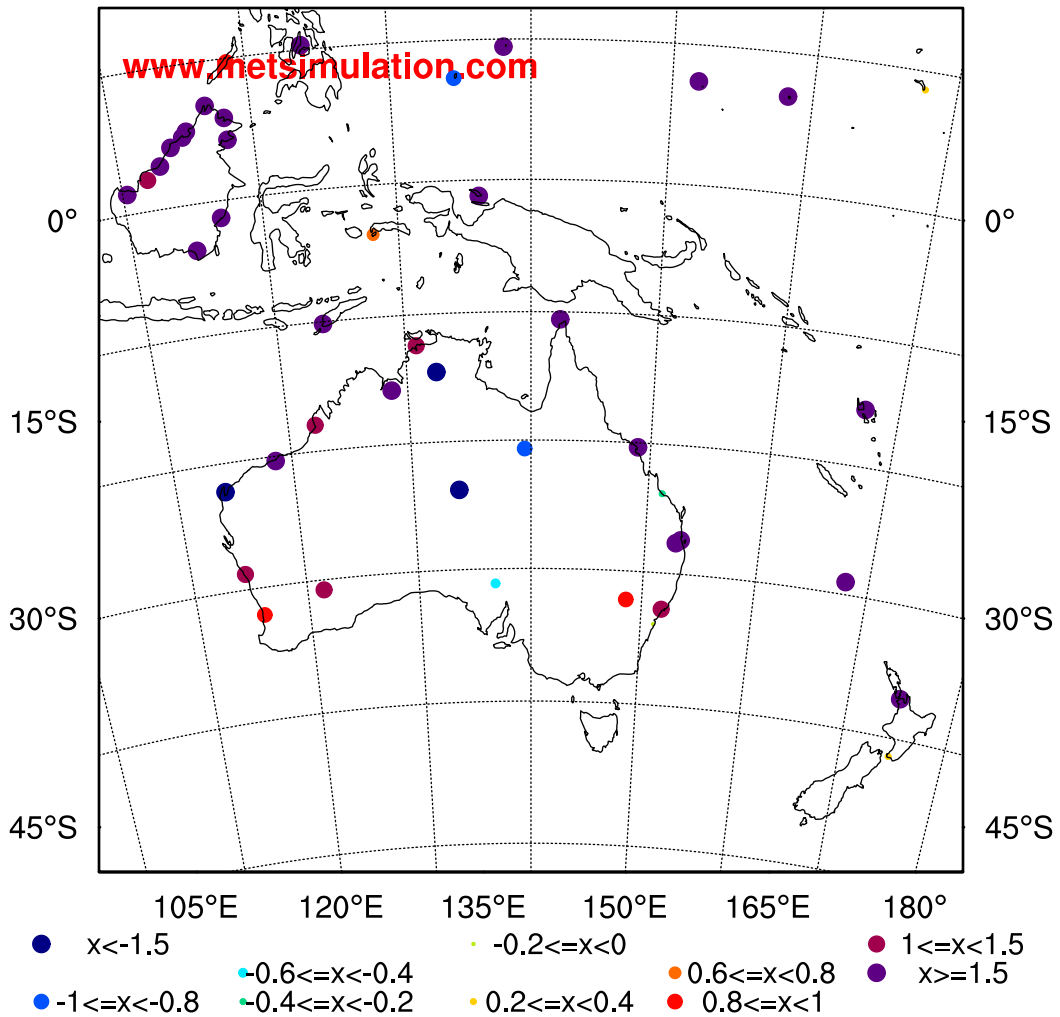 www.metsimulation.com
0° 0°
15°S 15°S
30°S 30°S
45°S 45°S
105°E 120°E 135°E 150°E 165°E 180°
x<-1.5 -0.2<=x<0 1<=x<1.5
-0.6<=x<-0.4 0.6<=x<0.8 x>=1.5
-1<=x<-0.8 -0.4<=x<-0.2 0.2<=x<0.4 0.8<=x<1